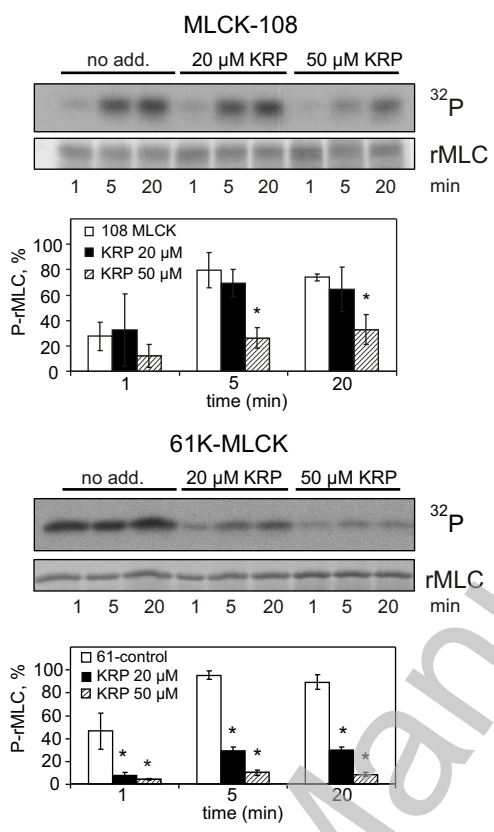 MLCK-108
no add. 20 µM KRP 50 µM KRP
32P
rMLC
1 5 20 1 5 20 1 5 20 min
100
80
60
40
20
0
P-rMLC, %
108 MLCK
KRP 20 µM
KRP 50 µM
* *
1 5 20
time (min)
61K-MLCK
no add. 20 µM KRP 50 µM KRP
32P
rMLC
1 5 20 1 5 20 1 5 20 min
100
80
60
40
20
0
P-rMLC, %
61-control
KRP 20 µM
KRP 50 µM
* * * * * *
1 5 20
time (min)
Man